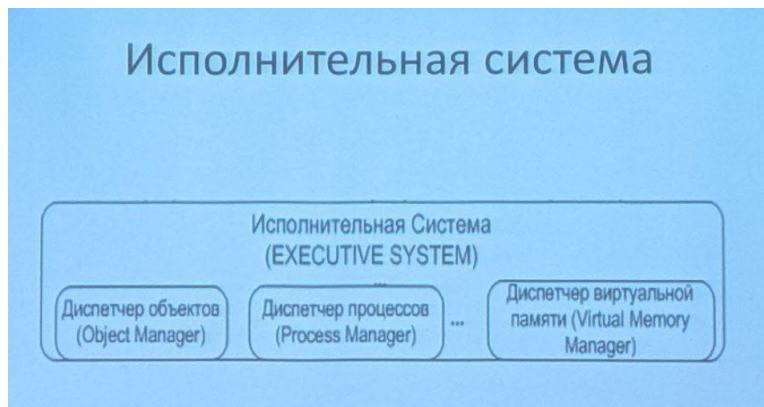 Исполнительная система
Исполнительная Система
(EXECUTIVE SYSTEM)
...
Диспетчер объектов
(Object Manager)
Диспетчер процессов
(Process Manager)
...
Диспетчер виртуальной
памяти (Virtual Memory
Manager)